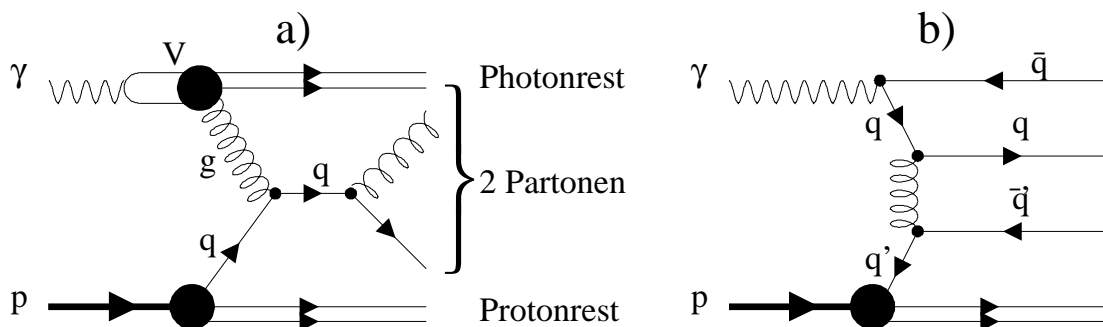 a)
V
γ
Photonrest
g
q
2 Partonen
q
p
Protonrest
b)
γ
q̄
q
q
q̄'
q’
p